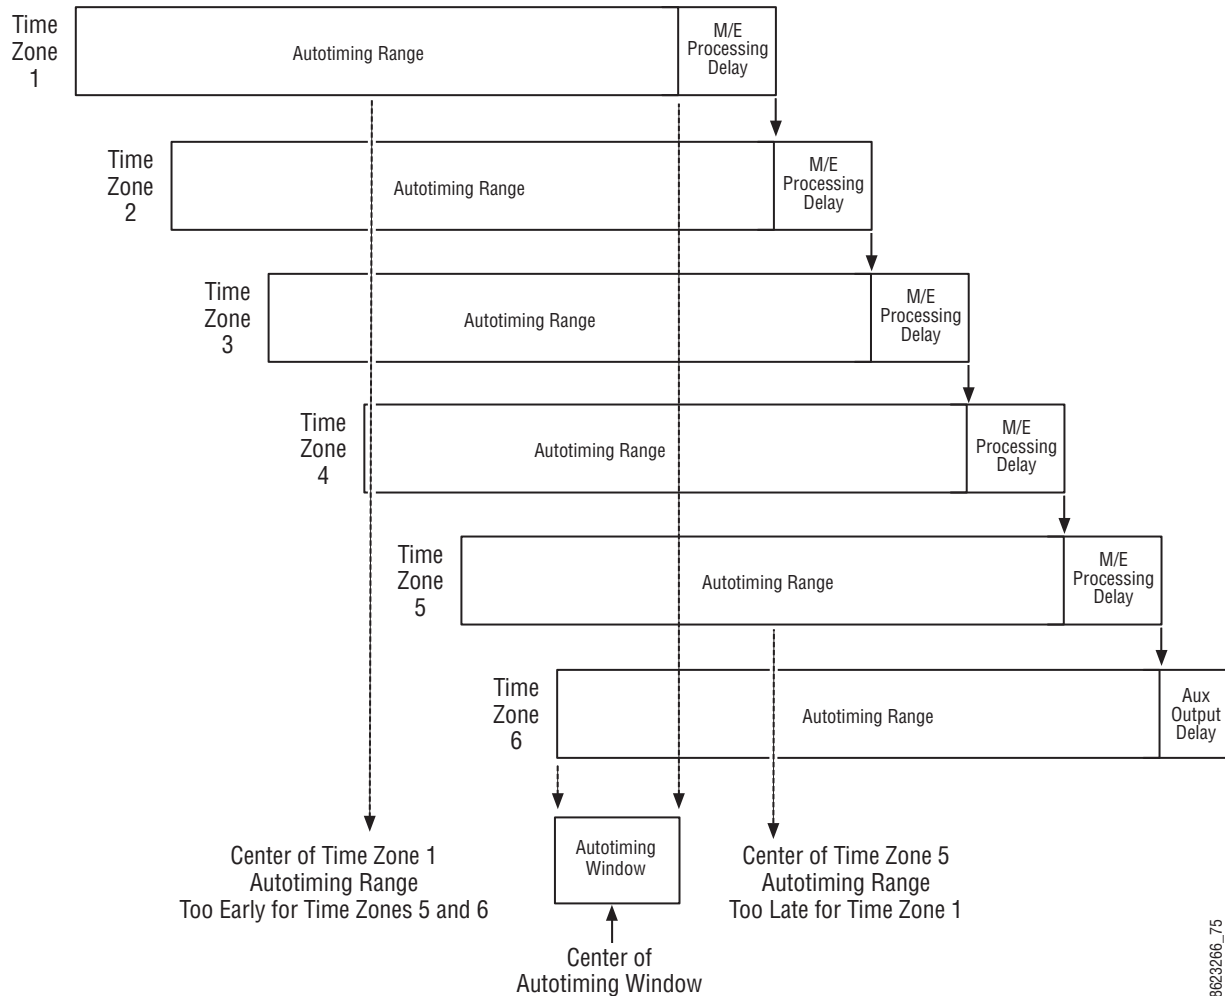 Time
Zone
1
Autotiming Range
M/E
Processing
Delay
Time
Zone
2
Autotiming Range
M/E
Processing
Delay
Time
Zone
3
Autotiming Range
M/E
Processing
Delay
Time
Zone
4
Autotiming Range
M/E
Processing
Delay
Time
Zone
5
Autotiming Range
M/E
Processing
Delay
Time
Zone
6
Autotiming Range
Aux
Output
Delay
Center of Time Zone 1
Autotiming Range
Too Early for Time Zones 5 and 6
Autotiming
Window
Center of Time Zone 5
Autotiming Range
Too Late for Time Zone 1
Center of
Autotiming Window
8623266_75